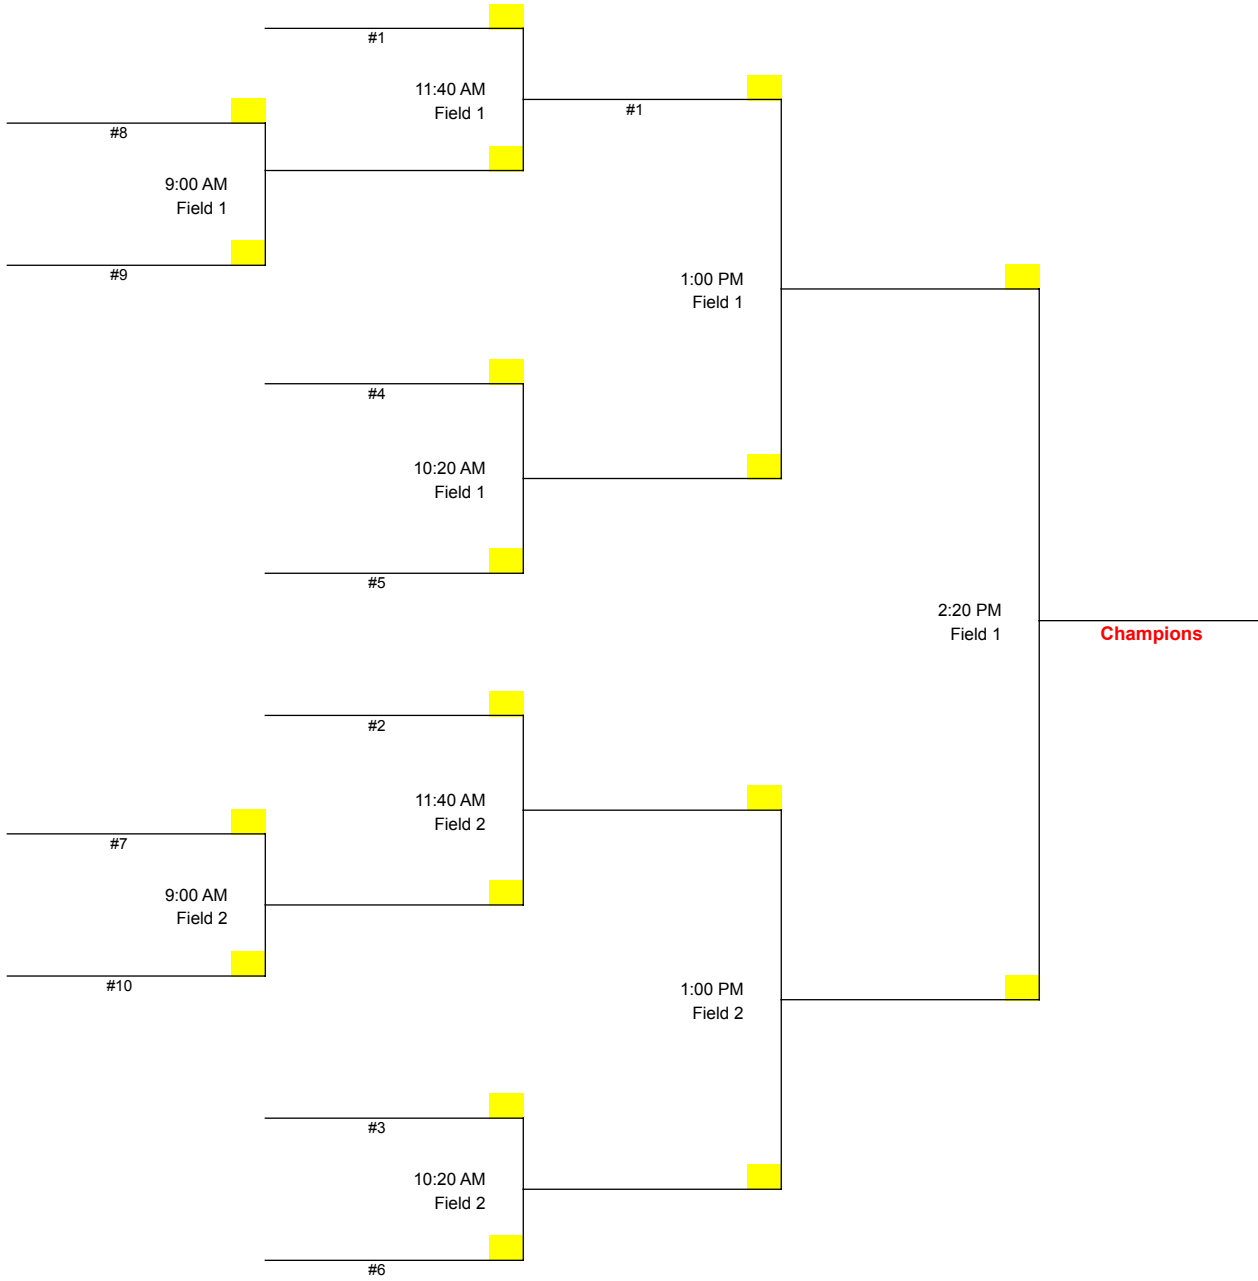 #1
11:40 AM
Field 1
#1
#8
9:00 AM
Field 1
#9
1:00 PM
Field 1
#4
10:20 AM
Field 1
#5
2:20 PM
Field 1
Champions
#2
11:40 AM
Field 2
#7
9:00 AM
Field 2
#10
1:00 PM
Field 2
#3
10:20 AM
Field 2
#6